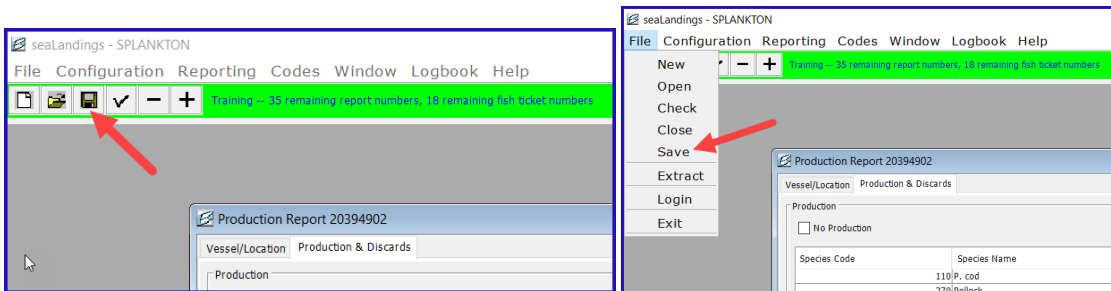 seaLandings - SPLANKTON
File Configuration Reporting Codes Window Logbook Help
Training -- 35 remaining report numbers, 18 remaining fish ticket numbers
Production Report 20394902
Vessel/Location Production & Discards
Production
seaLandings - SPLANKTON
File Configuration Reporting Codes Window Logbook Help
Training -- 35 remaining report numbers, 18 remaining fish ticket numbers
New
Open
Check
Close
Save
Extract
Login
Exit
Production Report 20394902
Vessel/Location Production & Discards
Production
No Production
Species Code Species Name
110 P. cod
270 Pollock